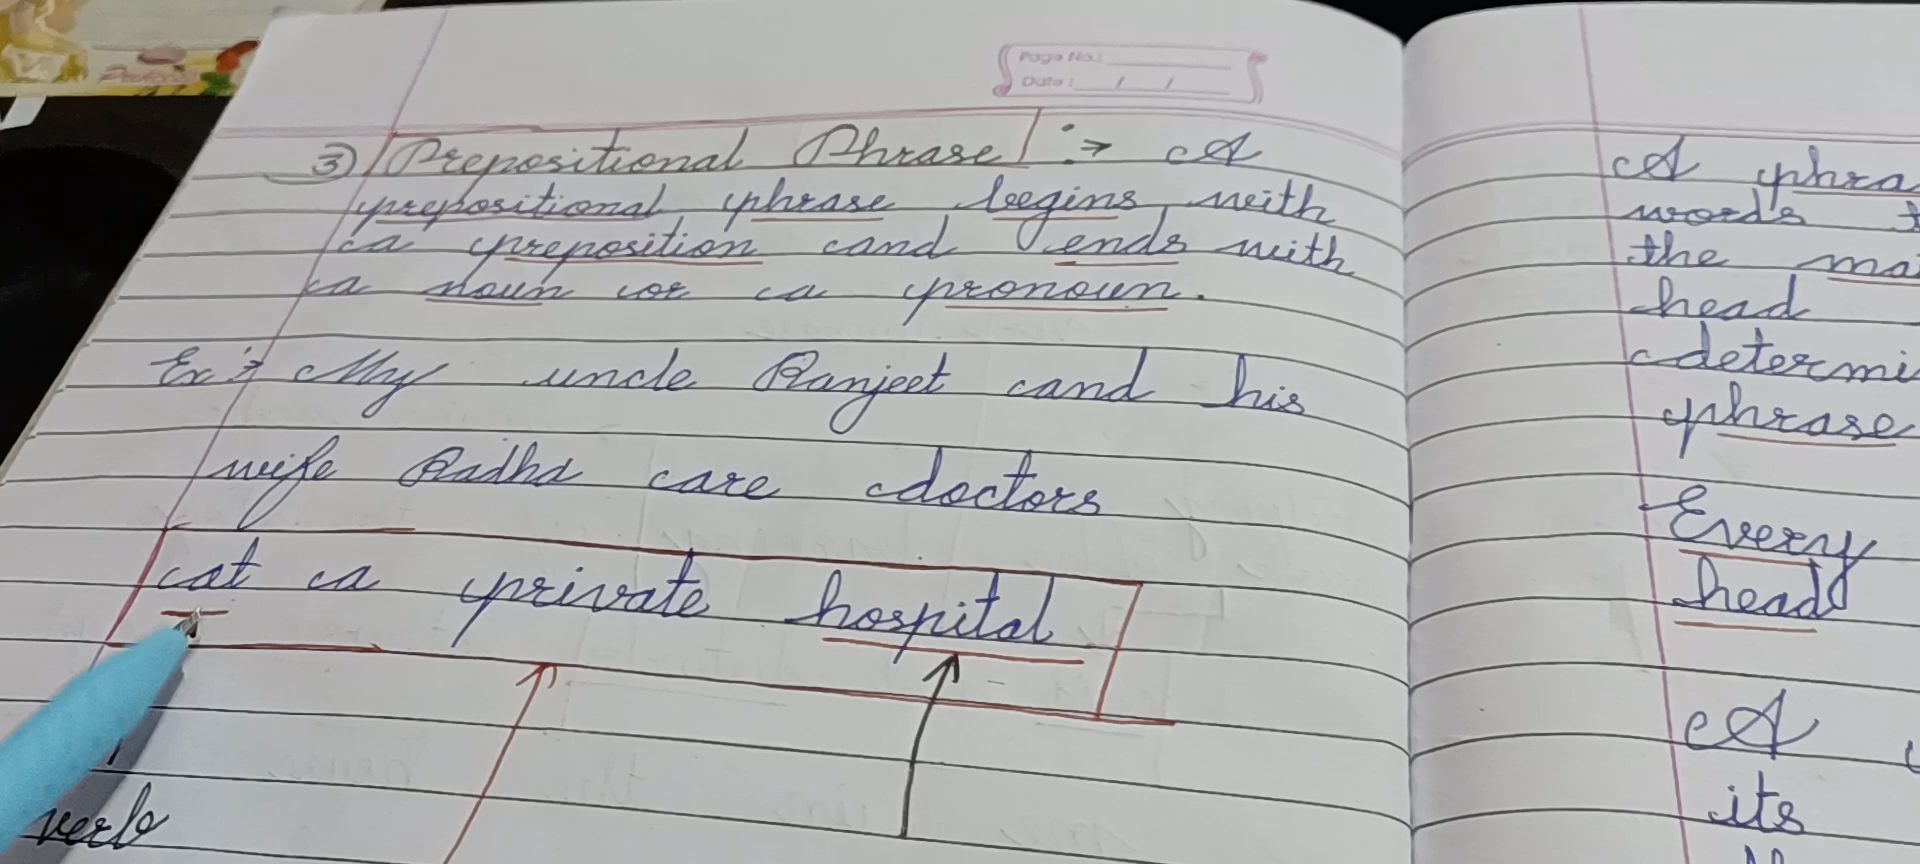 Page No.:
Date: / /
3) Prepositional Phrase :→ A
prepositional phrase begins with
a preposition and ends with
a noun or a pronoun.
Ex:→ My uncle Ranjeet and his
wife Radha are doctors
at a private hospital
verb
A phra
words
the ma
head
determi
phrase
Every
head
A
its